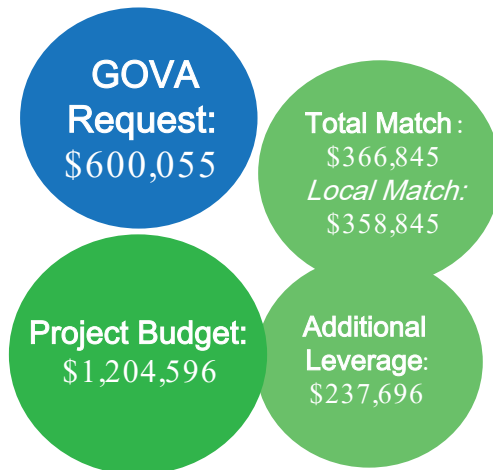 GOVA
Request:
$600,055
Total Match :
$366,845
Local Match:
$358,845
Project Budget:
$1,204,596
Additional
Leverage:
$237,696